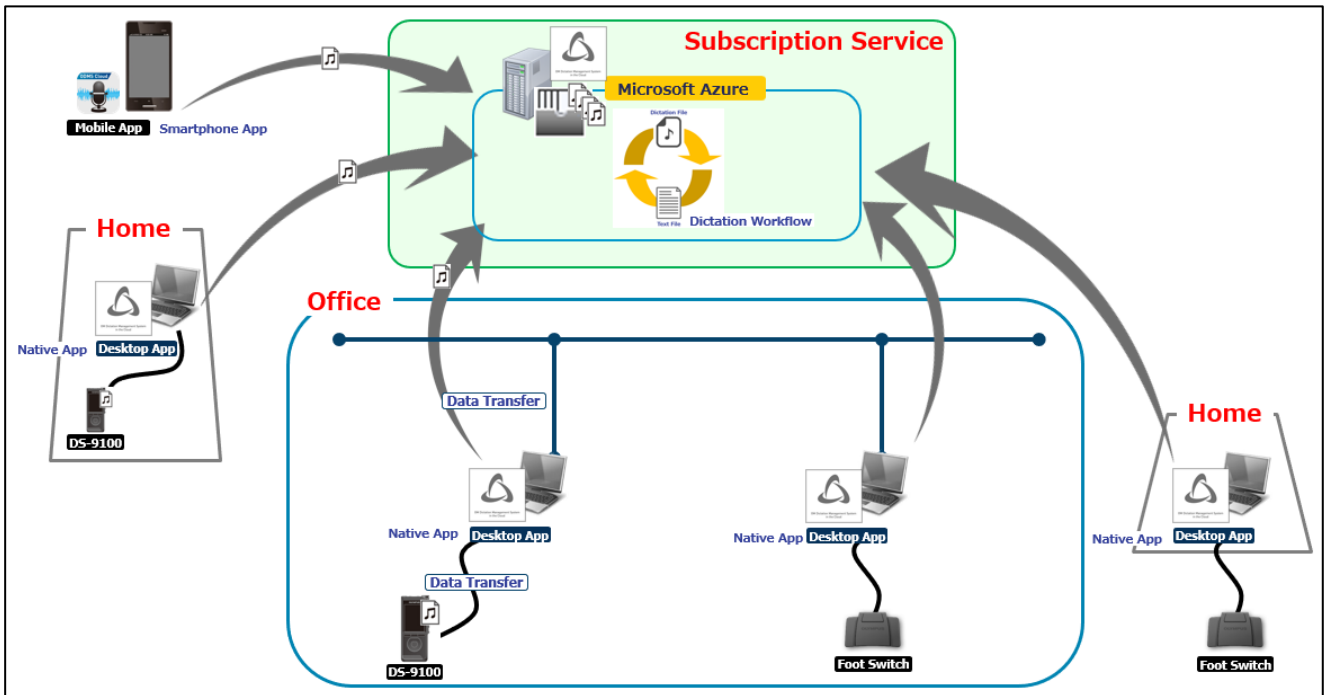 Subscription Service
Microsoft Azure
Dictation File
Text File
Dictation Workflow
ODMS Cloud
Mobile App
Smartphone App
Home
Native App
Desktop App
DS-9100
Office
Data Transfer
Native App
Desktop App
Data Transfer
DS-9100
Native App
Desktop App
Foot Switch
Home
Native App
Desktop App
Foot Switch